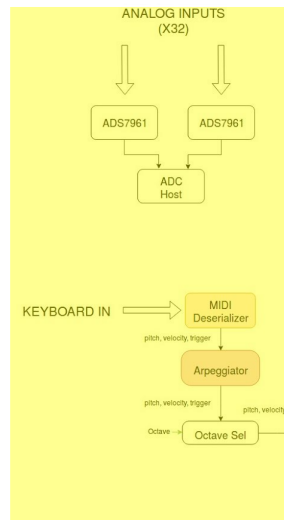 ANALOG INPUTS
(X32)
ADS7961
ADS7961
ADC
Host
KEYBOARD IN
MIDI
Deserializer
pitch, velocity, trigger
Arpeggiator
pitch, velocity, trigger
pitch, velocity
Octave
Octave Sel